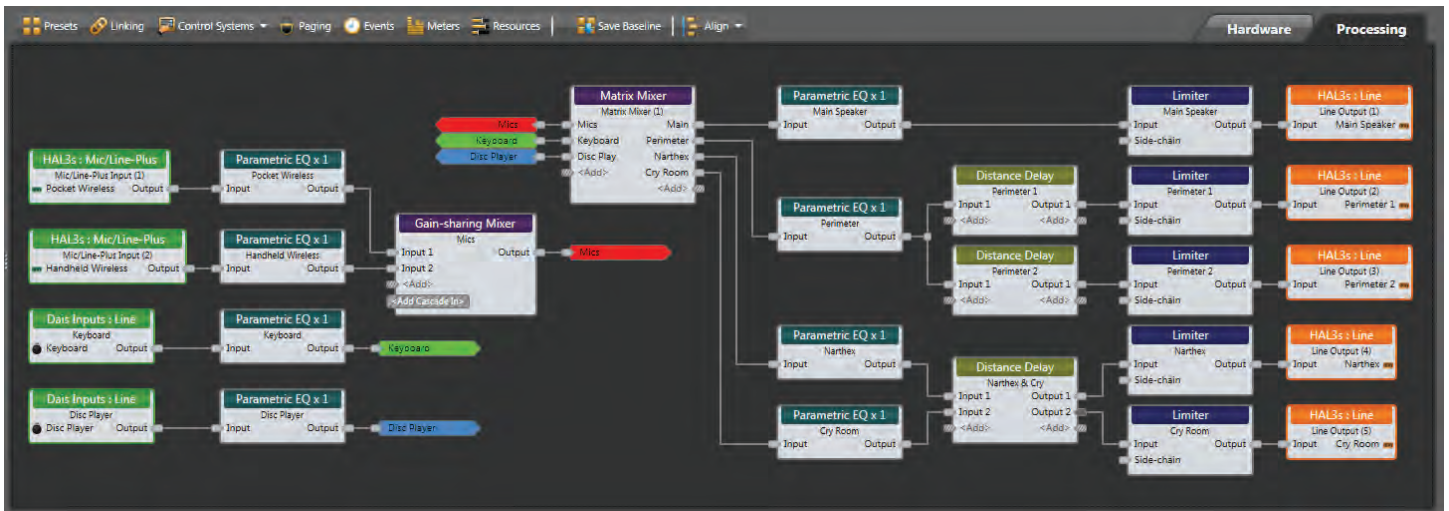 Presets Linking Control Systems Paging Events Meters Resources Save Baseline Align Hardware Processing
HAL3s : Mic/Line-Plus
Mic/Line-Plus Input (1)
Pocket Wireless Output
Parametric EQ x 1
Pocket Wireless
Input Output
HAL3s : Mic/Line-Plus
Mic/Line-Plus Input (2)
Handheld Wireless Output
Parametric EQ x 1
Handheld Wireless
Input Output
Dais Inputs : Line
Keyboard
Keyboard Output
Parametric EQ x 1
Keyboard
Input Output
Keyboard
Dais Inputs : Line
Disc Player
Disc Player Output
Parametric EQ x 1
Disc Player
Input Output
Disc Player
Gain-sharing Mixer
Mics
Input 1 Output
Input 2
<Add>
<Add Cascade In>
Mics
Mics
Keyboard
Disc Player
Matrix Mixer
Matrix Mixer (1)
Mics Main
Keyboard Perimeter
Disc Play Narthex
<Add> Cry Room
<Add>
Parametric EQ x 1
Main Speaker
Input Output
Parametric EQ x 1
Perimeter
Input Output
Parametric EQ x 1
Narthex
Input Output
Parametric EQ x 1
Cry Room
Input Output
Distance Delay
Perimeter 1
Input 1 Output 1
<Add> <Add>
Distance Delay
Perimeter 2
Input 1 Output 1
<Add> <Add>
Distance Delay
Narthex & Cry
Input 1 Output 1
Input 2 Output 2
<Add> <Add>
Limiter
Main Speaker
Input Output
Side-chain
Limiter
Perimeter 1
Input Output
Side-chain
Limiter
Perimeter 2
Input Output
Side-chain
Limiter
Narthex
Input Output
Side-chain
Limiter
Cry Room
Input Output
Side-chain
HAL3s : Line
Line Output (1)
Input Main Speaker
HAL3s : Line
Line Output (2)
Input Perimeter 1
HAL3s : Line
Line Output (3)
Input Perimeter 2
HAL3s : Line
Line Output (4)
Input Narthex
HAL3s : Line
Line Output (5)
Input Cry Room